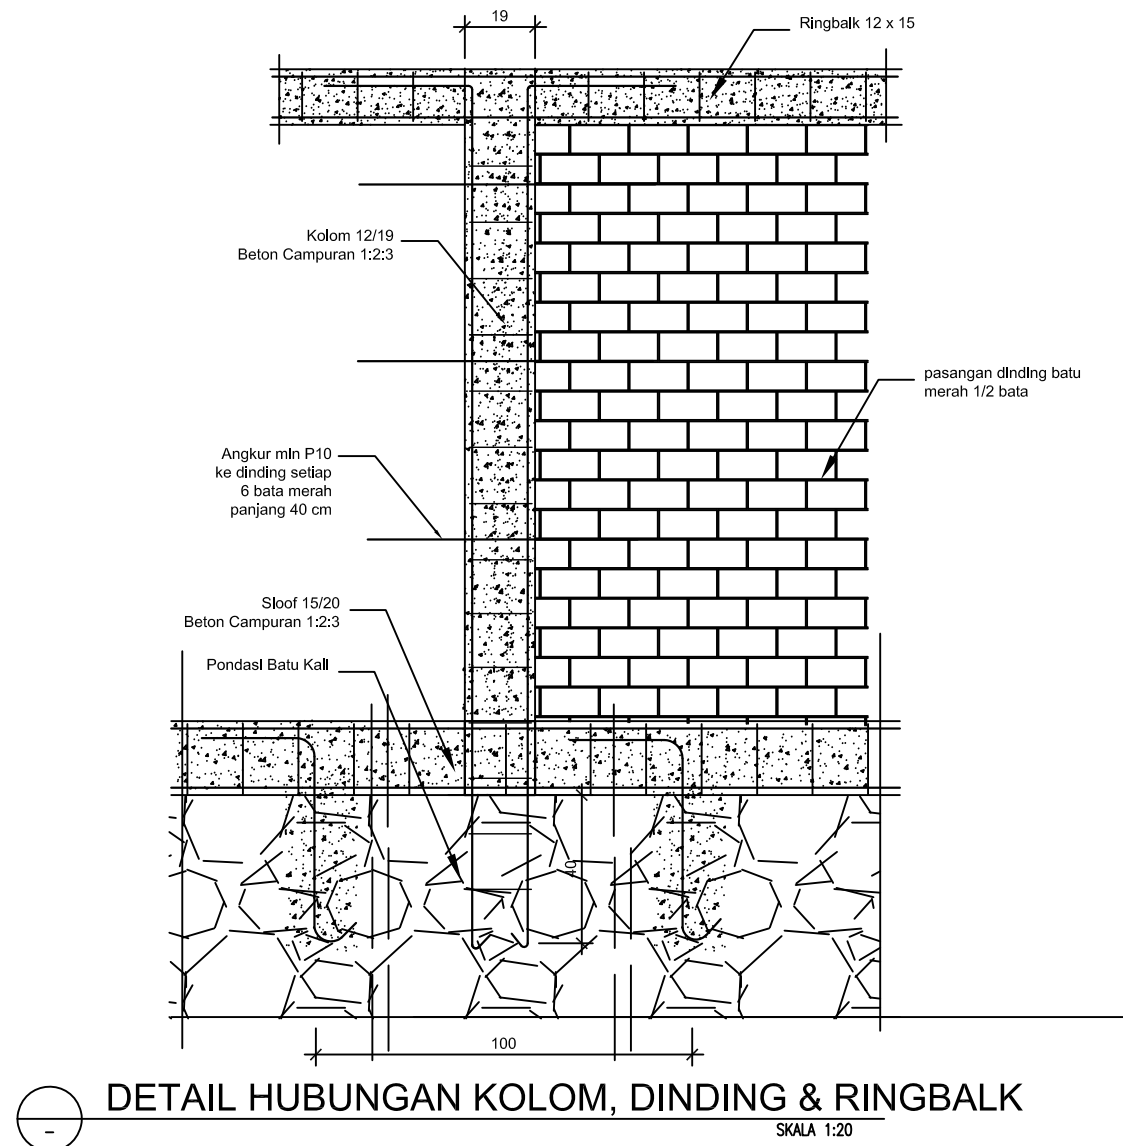 19
Ringbalk 12 x 15
Kolom 12/19
Beton Campuran 1:2:3
pasangan dinding batu
merah 1/2 bata
Angkur min P10
ke dinding setiap
6 bata merah
panjang 40 cm
Sloof 15/20
Beton Campuran 1:2:3
Pondasi Batu Kali
40
100
DETAIL HUBUNGAN KOLOM, DINDING & RINGBALK
-
SKALA 1:20